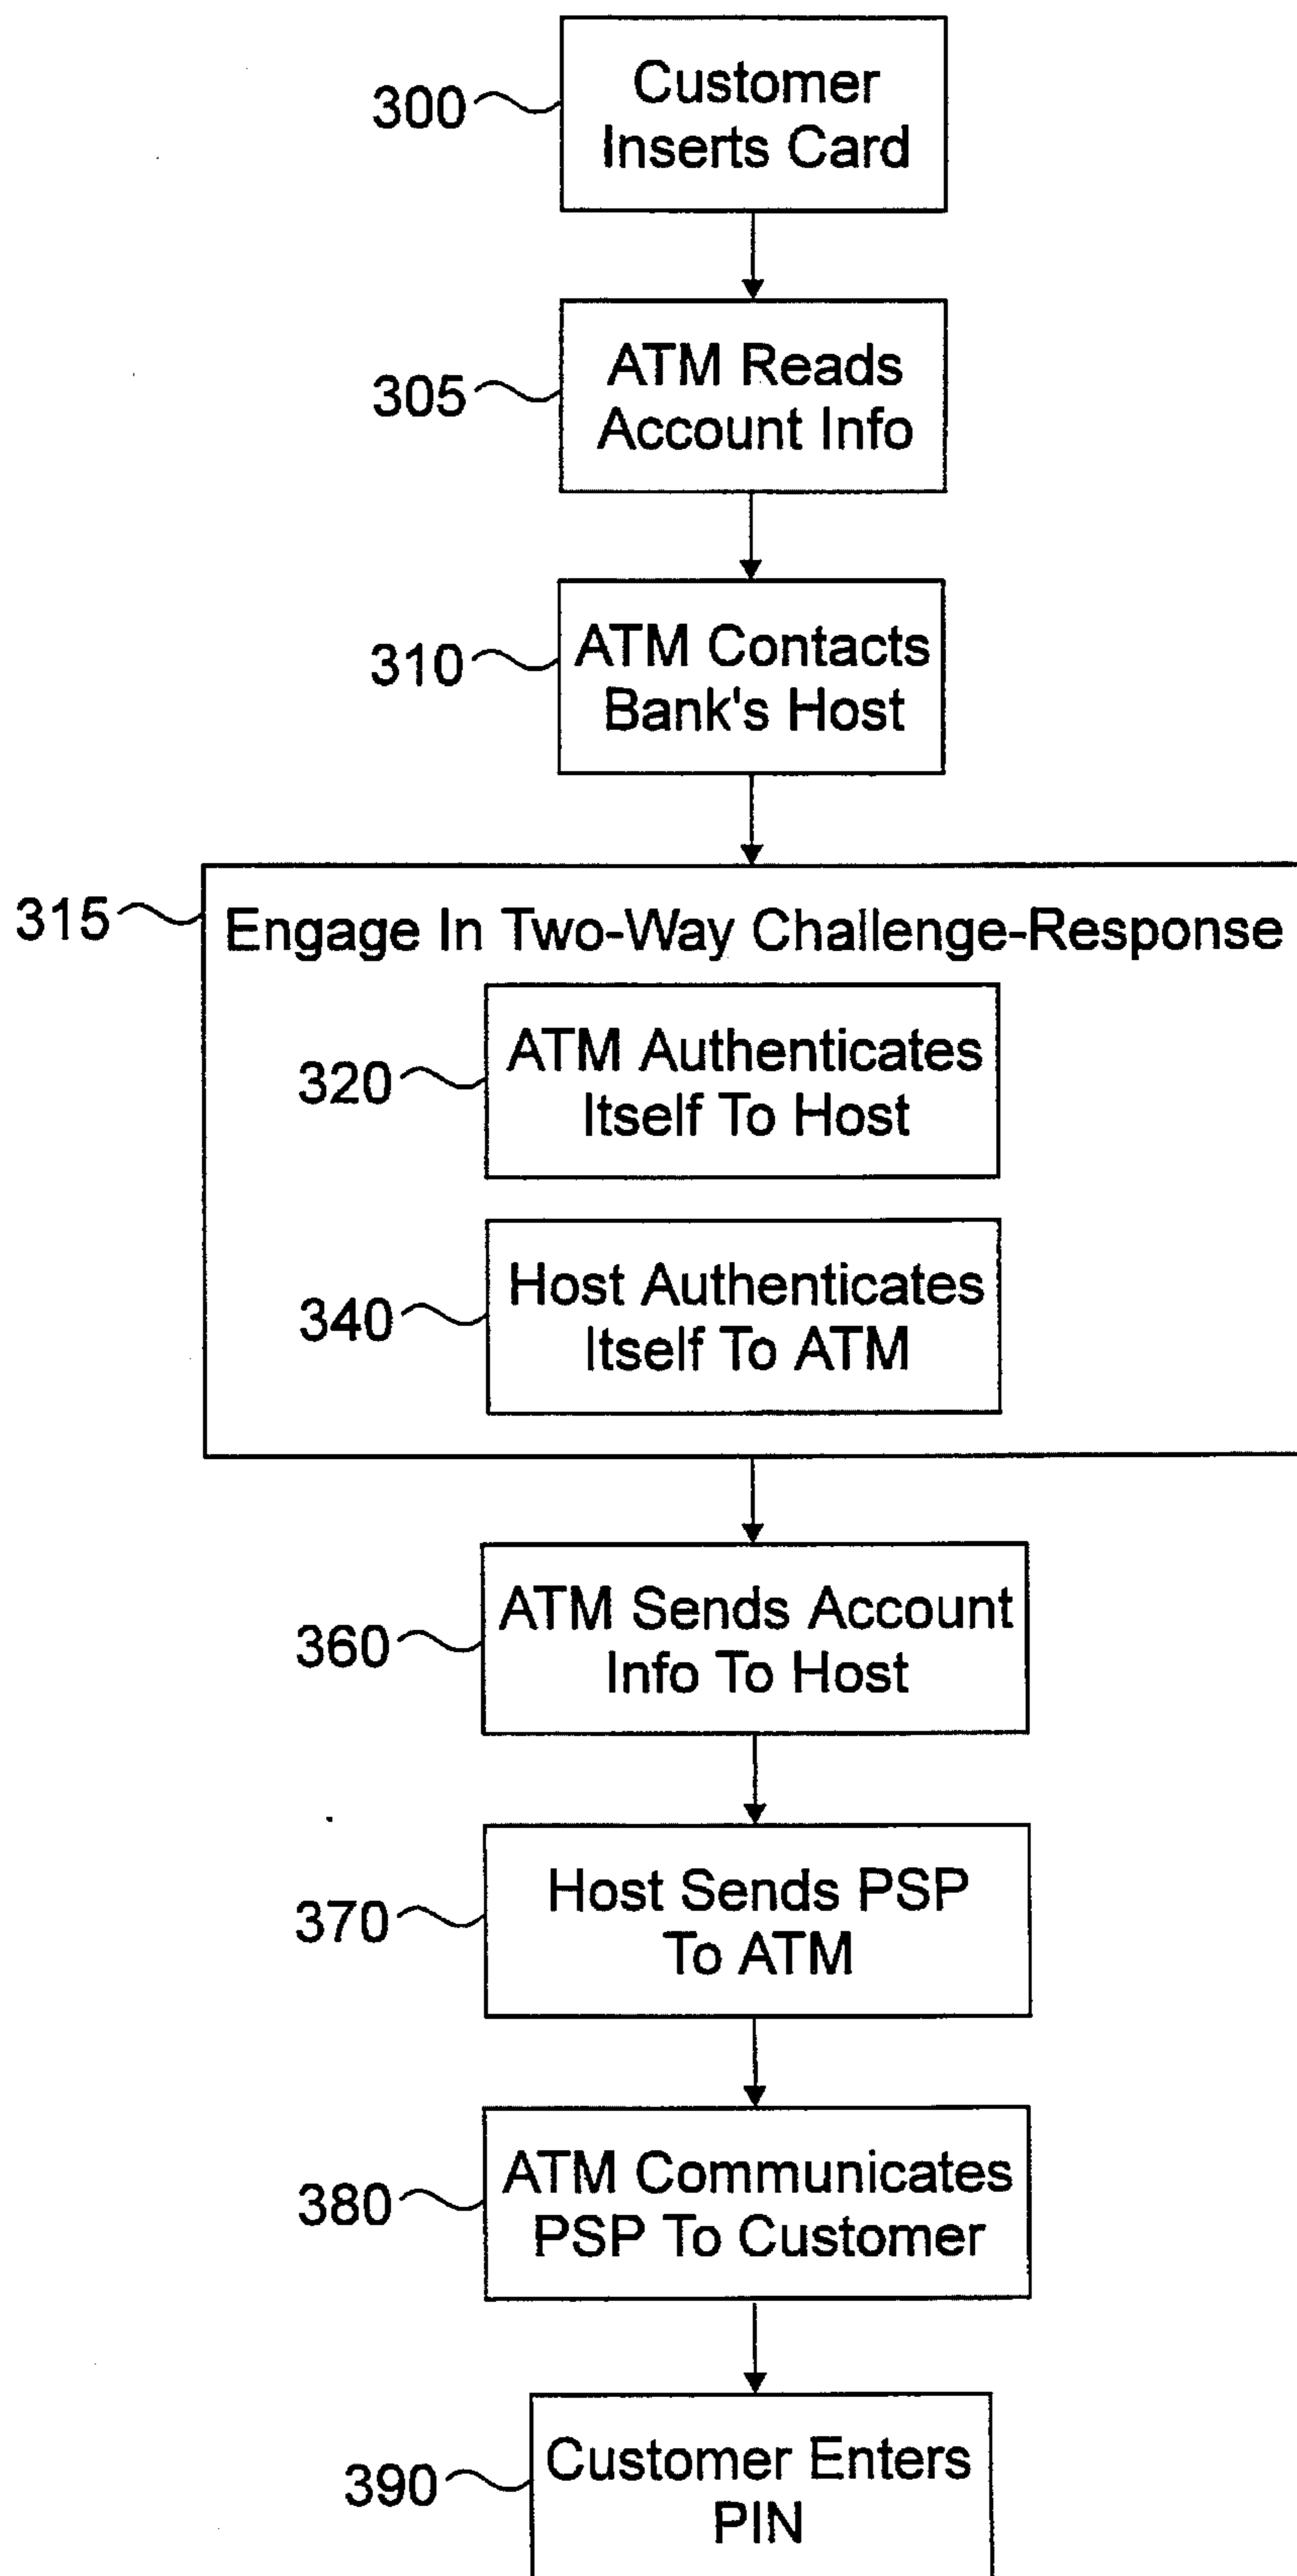 300
Customer
Inserts Card
305
ATM Reads
Account Info
310
ATM Contacts
Bank's Host
315
Engage In Two-Way Challenge-Response
320
ATM Authenticates
Itself To Host
340
Host Authenticates
Itself To ATM
360
ATM Sends Account
Info To Host
370
Host Sends PSP
To ATM
380
ATM Communicates
PSP To Customer
390
Customer Enters
PIN